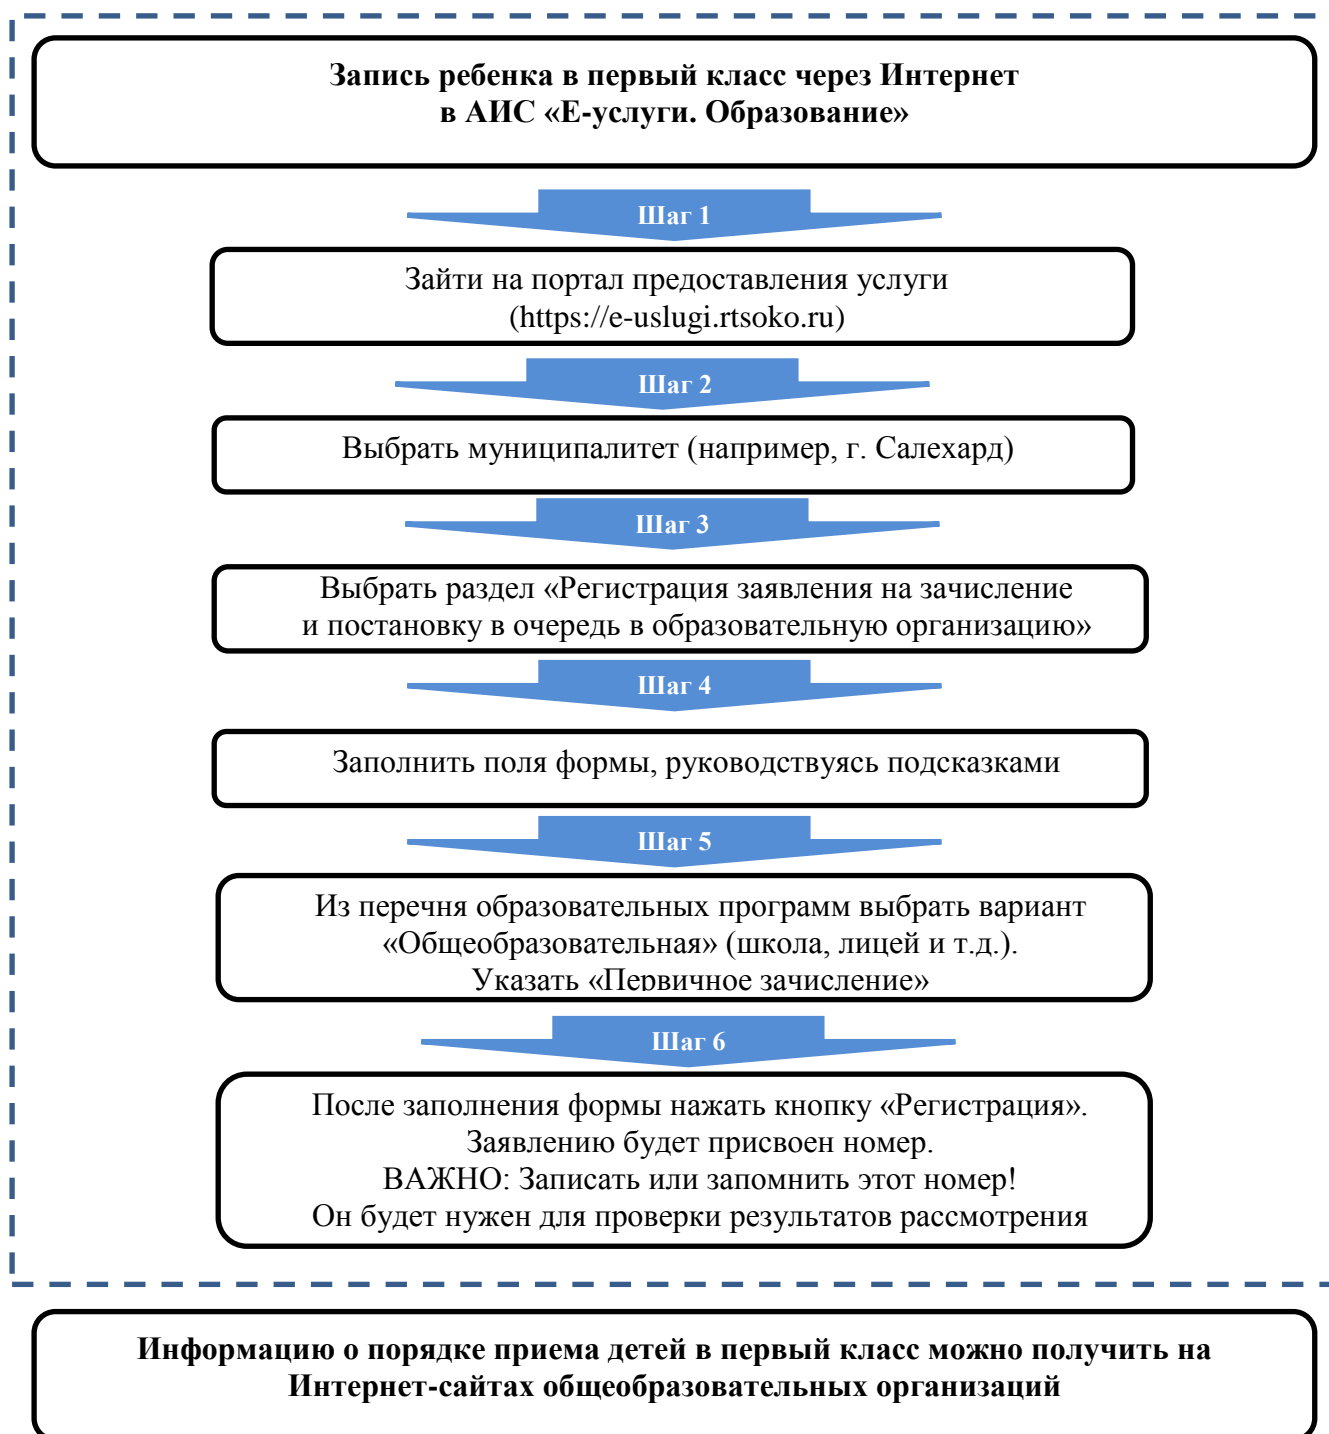 Запись ребенка в первый класс через Интернет
в АИС «Е-услуги. Образование»
Шаг 1
Зайти на портал предоставления услуги
(https://e-uslugi.rtsoko.ru)
Шаг 2
Выбрать муниципалитет (например, г. Салехард)
Шаг 3
Выбрать раздел «Регистрация заявления на зачисление
и постановку в очередь в образовательную организацию»
Шаг 4
Заполнить поля формы, руководствуясь подсказками
Шаг 5
Из перечня образовательных программ выбрать вариант
«Общеобразовательная» (школа, лицей и т.д.).
Указать «Первичное зачисление»
Шаг 6
После заполнения формы нажать кнопку «Регистрация».
Заявлению будет присвоен номер.
ВАЖНО: Записать или запомнить этот номер!
Он будет нужен для проверки результатов рассмотрения
Информацию о порядке приема детей в первый класс можно получить на
Интернет-сайтах общеобразовательных организаций